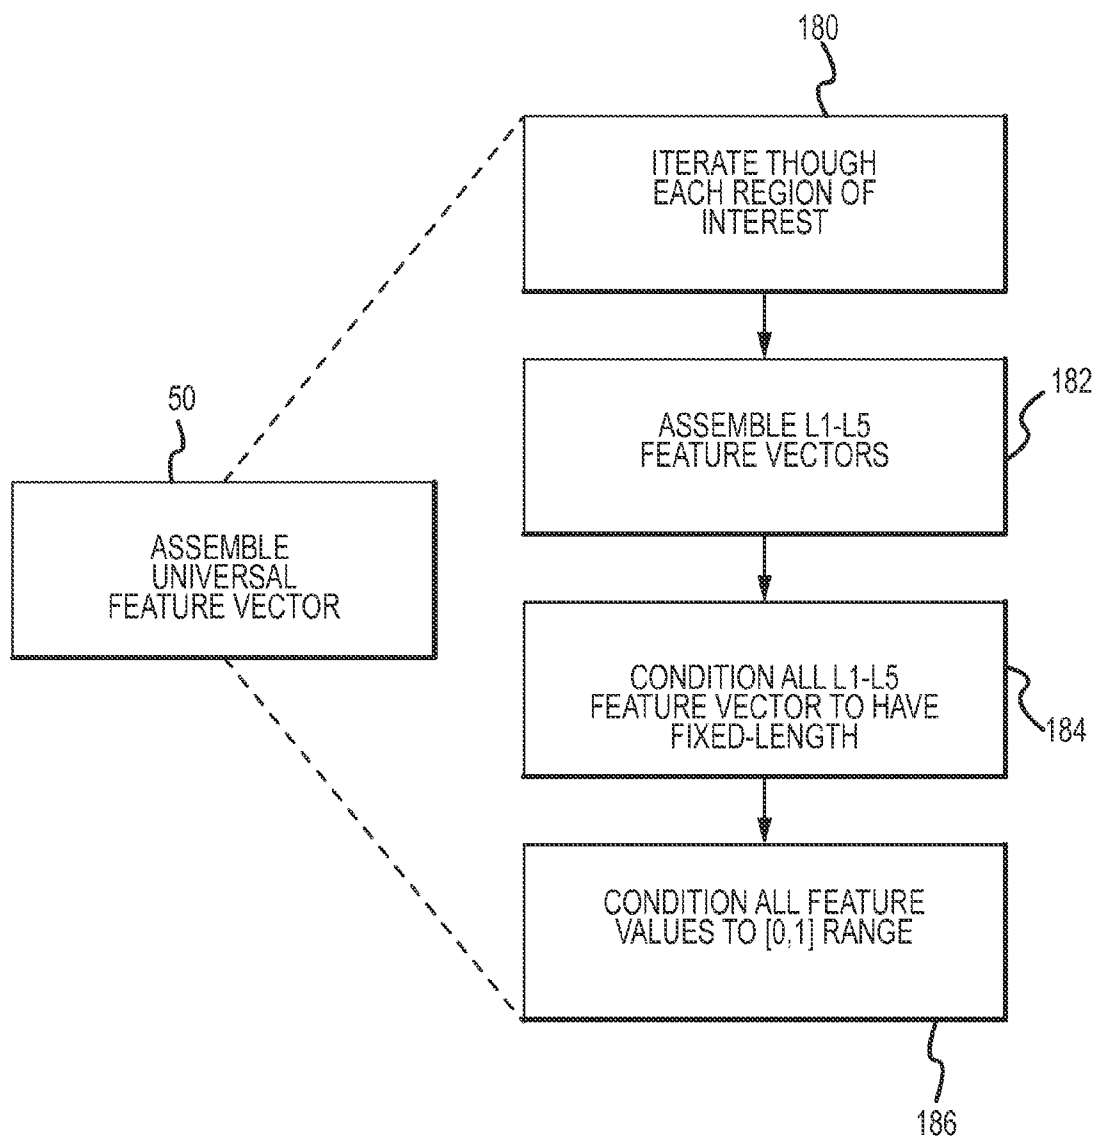 180
ITERATE THOUGH
EACH REGION OF
INTEREST
182
ASSEMBLE L1-L5
FEATURE VECTORS
50
ASSEMBLE
UNIVERSAL
FEATURE VECTOR
CONDITION ALL L1-L5
FEATURE VECTOR TO HAVE
FIXED-LENGTH
184
CONDITION ALL FEATURE
VALUES TO [0,1] RANGE
186